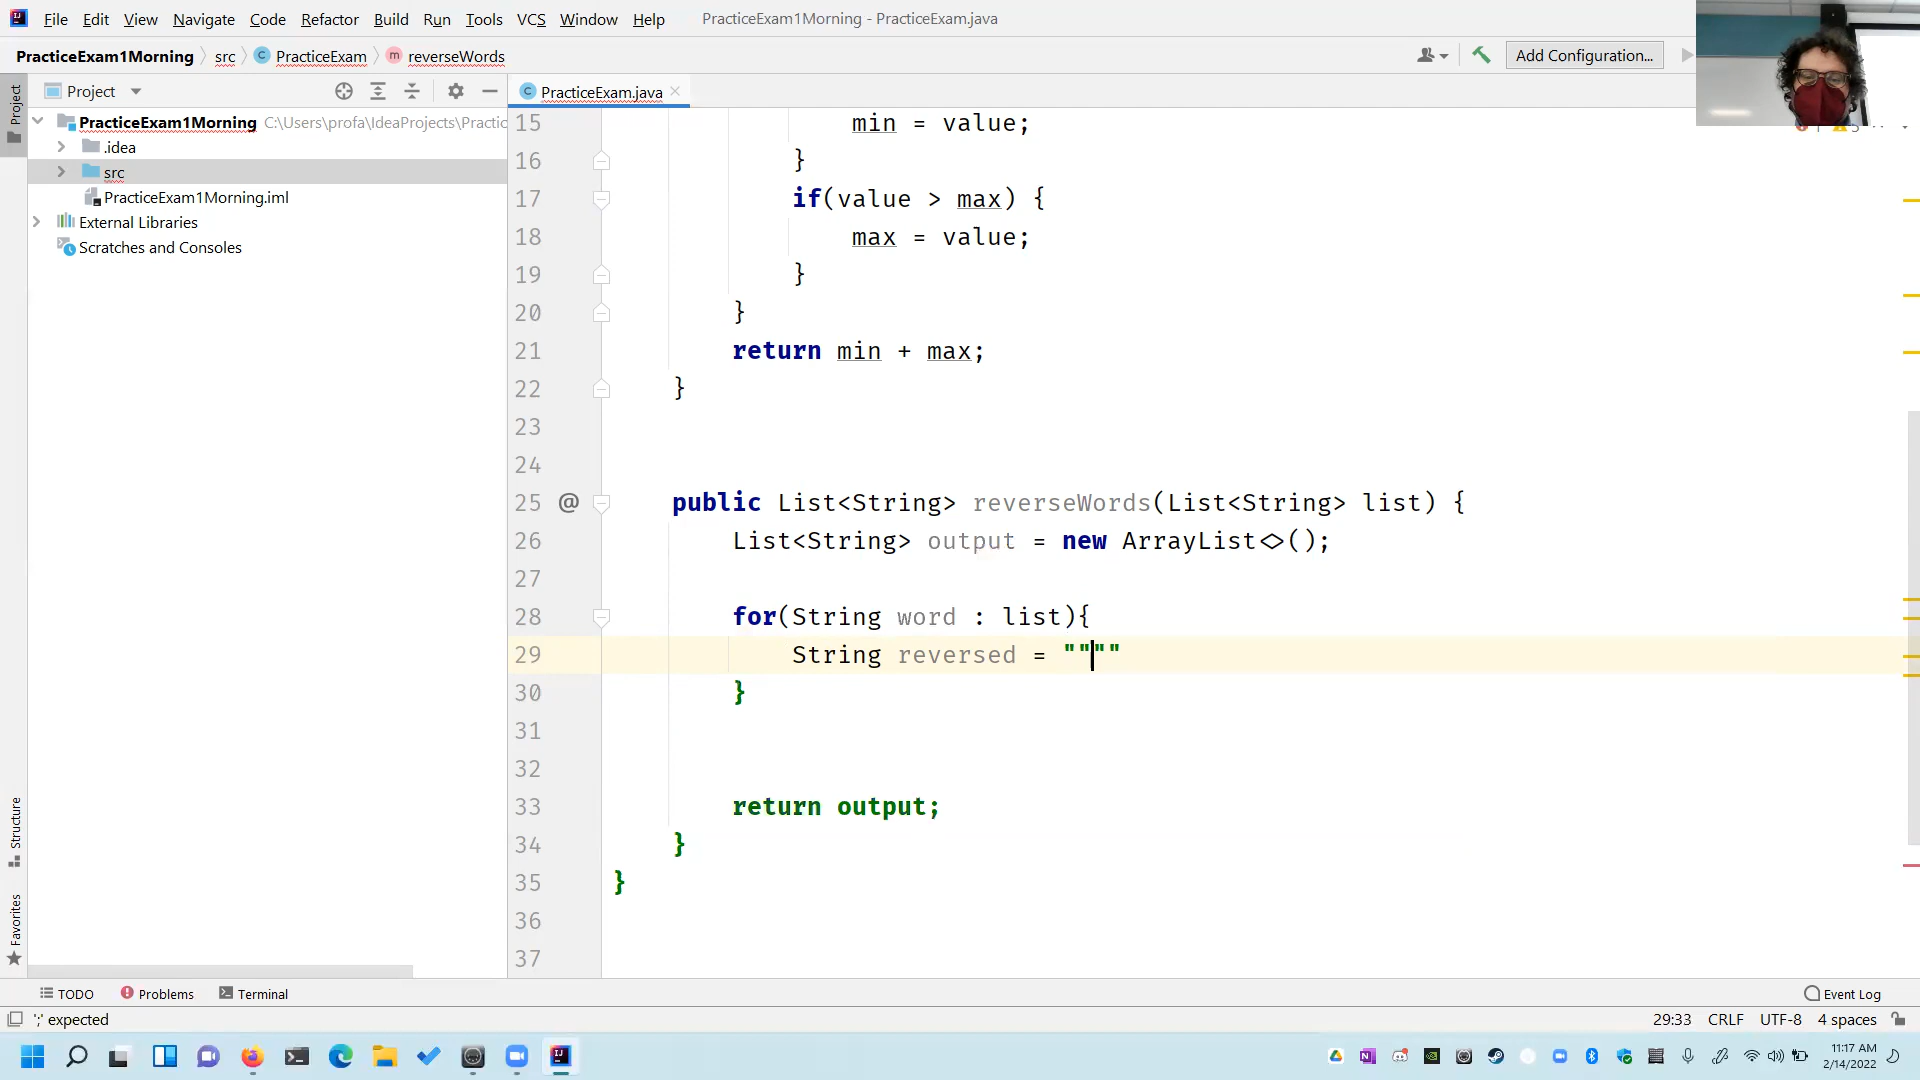 File Edit View Navigate Code Refactor Build Run Tools VCS Window Help PracticeExam1Morning - PracticeExam.java
PracticeExam1Morning src PracticeExam reverseWords Add Configuration...
Project PracticeExam.java
PracticeExam1Morning C:\Users\profa\IdeaProjects\Practic
.idea
src
PracticeExam1Morning.iml
External Libraries
Scratches and Consoles
Project
Structure
Favorites
15 min = value;
16 }
17 if(value > max) {
18 max = value;
19 }
20 }
21 return min + max;
22 }
23
24
25 @ public List<String> reverseWords(List<String> list) {
26 List<String> output = new ArrayList<>();
27
28 for(String word : list){
29 String reversed = """"
30 }
31
32
33 return output;
34 }
35 }
36
37
TODO Problems Terminal Event Log
';' expected 29:33 CRLF UTF-8 4 spaces
11:17 AM
2/14/2022